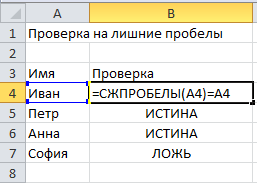 A B
1 Проверка на лишние пробелы
2
3 Имя Проверка
4 Иван =СЖПРОБЕЛЫ(A4)=A4
5 Петр ИСТИНА
6 Анна ИСТИНА
7 София ЛОЖЬ
8